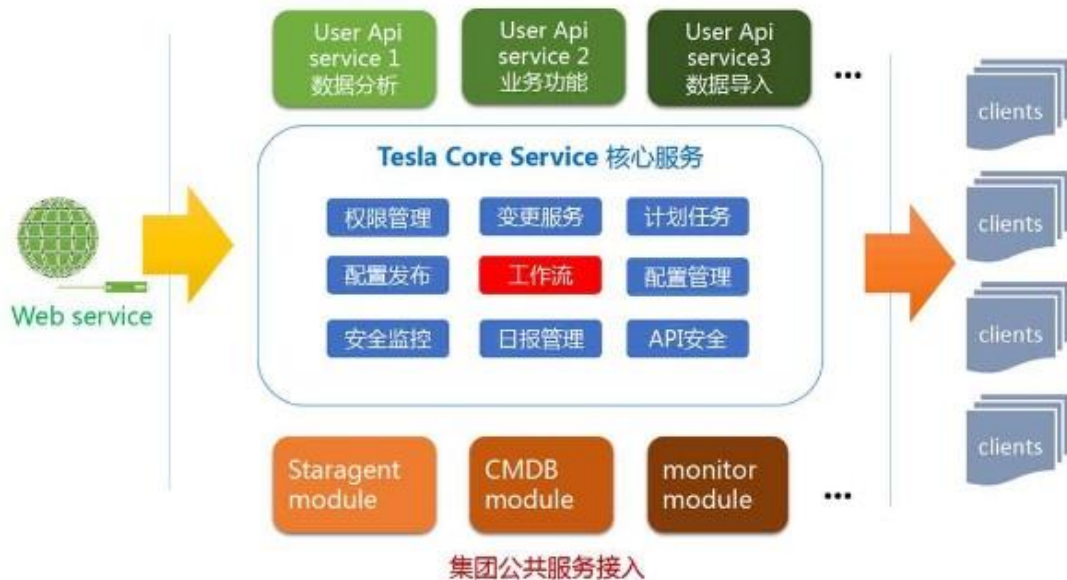 User Api
service 1
数据分析
User Api
service 2
业务功能
User Api
service3
数据导入
...
Tesla Core Service 核心服务
权限管理
变更服务
计划任务
配置发布
工作流
配置管理
安全监控
日报管理
API安全
Web service
clients
clients
clients
clients
Staragent
module
CMDB
module
monitor
module
...
集团公共服务接入